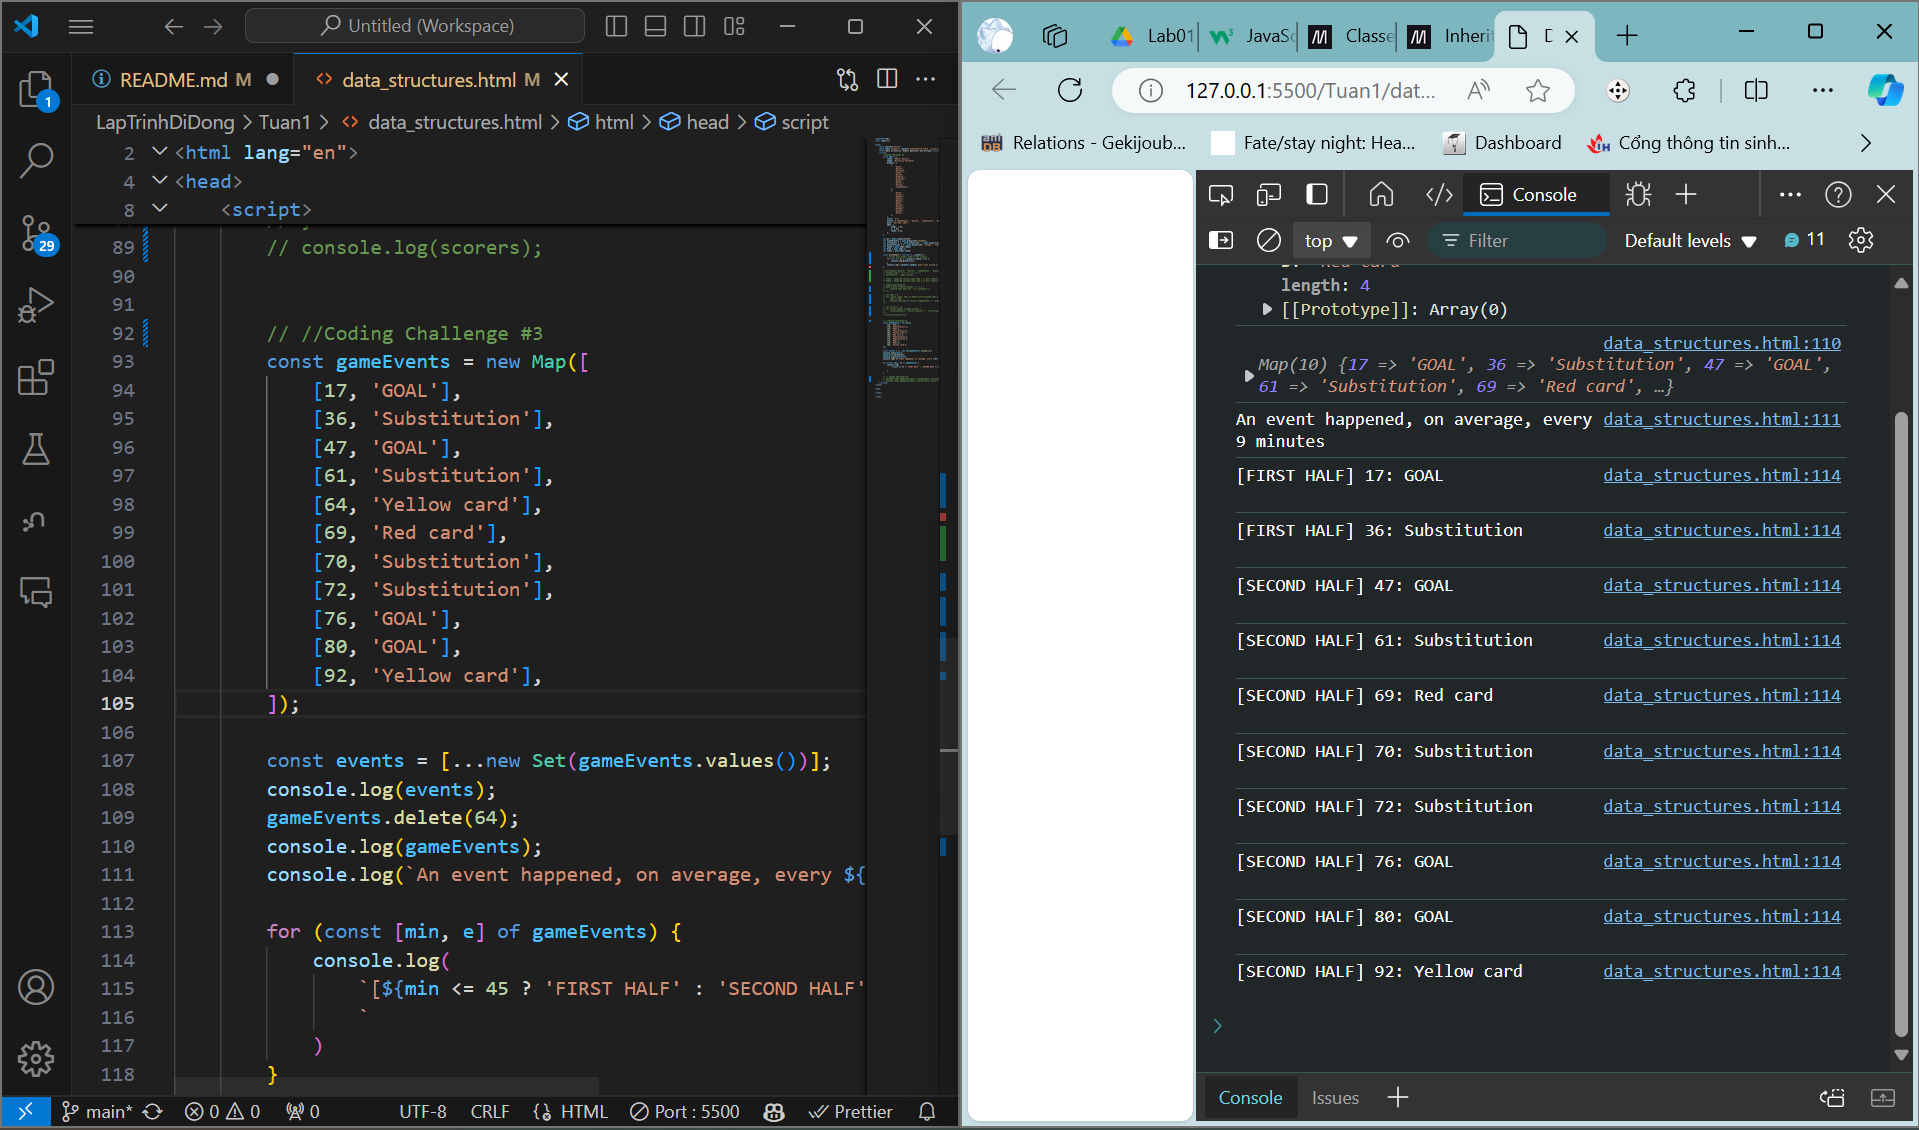 Untitled (Workspace)
README.md M
data_structures.html M
LapTrinhDiDong > Tuan1 > data_structures.html > html > head > script
2 <html lang="en">
4 <head>
8 <script>
89 // console.log(scorers);
90
91
92 // //Coding Challenge #3
93 const gameEvents = new Map([
94 [17, 'GOAL'],
95 [36, 'Substitution'],
96 [47, 'GOAL'],
97 [61, 'Substitution'],
98 [64, 'Yellow card'],
99 [69, 'Red card'],
100 [70, 'Substitution'],
101 [72, 'Substitution'],
102 [76, 'GOAL'],
103 [80, 'GOAL'],
104 [92, 'Yellow card'],
105 ]);
106
107 const events = [...new Set(gameEvents.values())];
108 console.log(events);
109 gameEvents.delete(64);
110 console.log(gameEvents);
111 console.log(`An event happened, on average, every ${
112
113 for (const [min, e] of gameEvents) {
114 console.log(
115 `[${min <= 45 ? 'FIRST HALF' : 'SECOND HALF'
116 `
117 )
118 }
1
29
main* 0 0 0 UTF-8 CRLF HTML Port : 5500 Prettier
Lab01
JavaSc
Classe
Inherit
D
127.0.0.1:5500/Tuan1/dat...
Relations - Gekijoub...
Fate/stay night: Hea...
Dashboard
Cổng thông tin sinh...
Console
top
Filter
Default levels
11
length: 4
[[Prototype]]: Array(0)
data_structures.html:110
Map(10) {17 => 'GOAL', 36 => 'Substitution', 47 => 'GOAL',
61 => 'Substitution', 69 => 'Red card', …}
An event happened, on average, every data_structures.html:111
9 minutes
[FIRST HALF] 17: GOAL data_structures.html:114
[FIRST HALF] 36: Substitution data_structures.html:114
[SECOND HALF] 47: GOAL data_structures.html:114
[SECOND HALF] 61: Substitution data_structures.html:114
[SECOND HALF] 69: Red card data_structures.html:114
[SECOND HALF] 70: Substitution data_structures.html:114
[SECOND HALF] 72: Substitution data_structures.html:114
[SECOND HALF] 76: GOAL data_structures.html:114
[SECOND HALF] 80: GOAL data_structures.html:114
[SECOND HALF] 92: Yellow card data_structures.html:114
Console
Issues